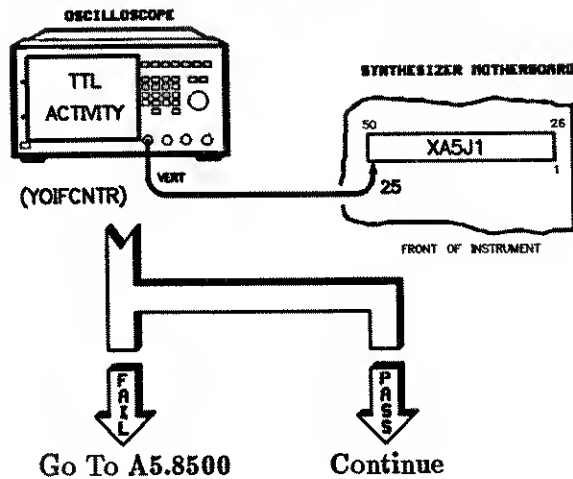 OSCILLOSCOPE
TTL
ACTIVITY
VERT
(YOIFCNTR)
SYNTHESIZER MOTHERBOARD
50
26
XA5J1
25
1
FRONT OF INSTRUMENT
FAIL
PASS
Go To A5.8500
Continue